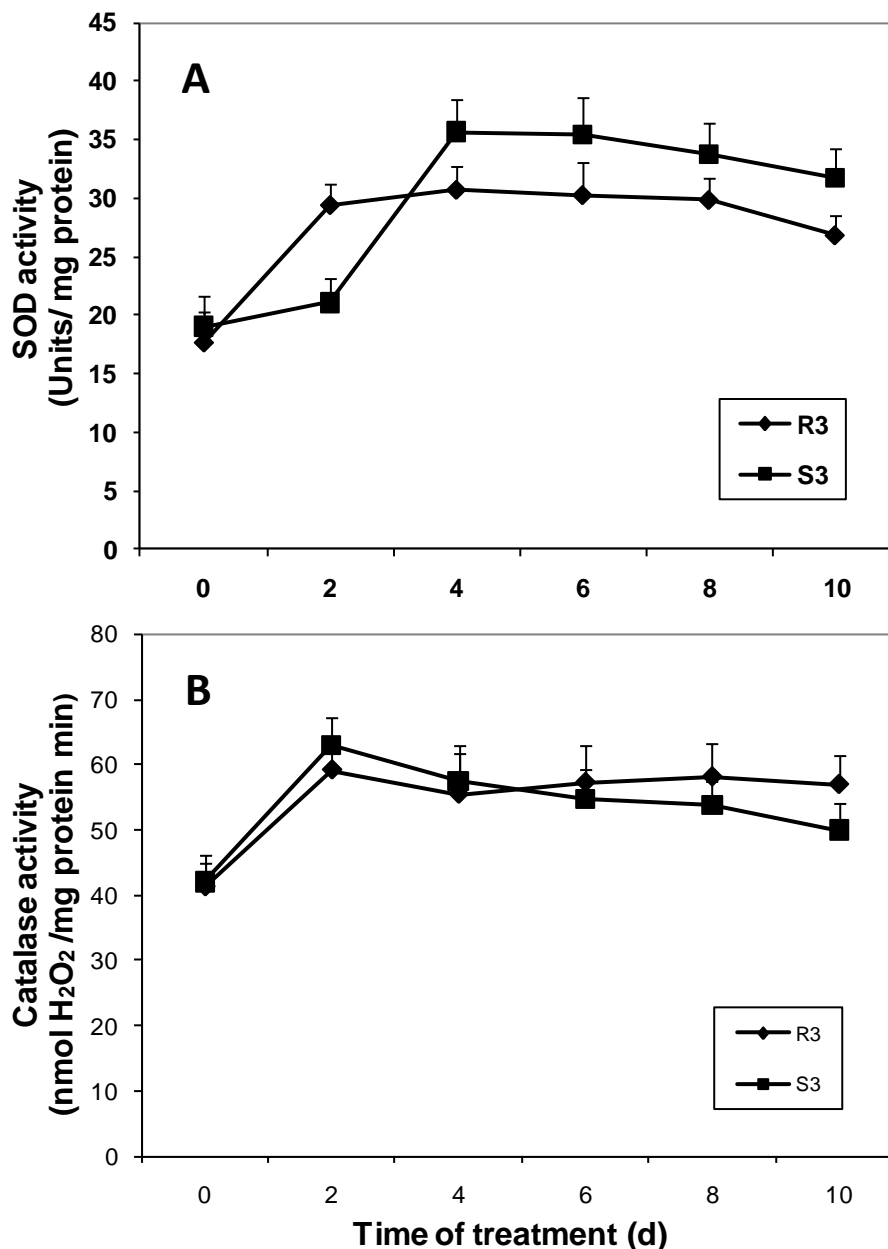 A
SOD activity
(Units/ mg protein)
45
40
35
30
25
20
15
10
5
0
R3
S3
0 2 4 6 8 10
B
Catalase activity
(nmol H₂O₂ /mg protein min)
80
70
60
50
40
30
20
10
0
R3
S3
0 2 4 6 8 10
Time of treatment (d)